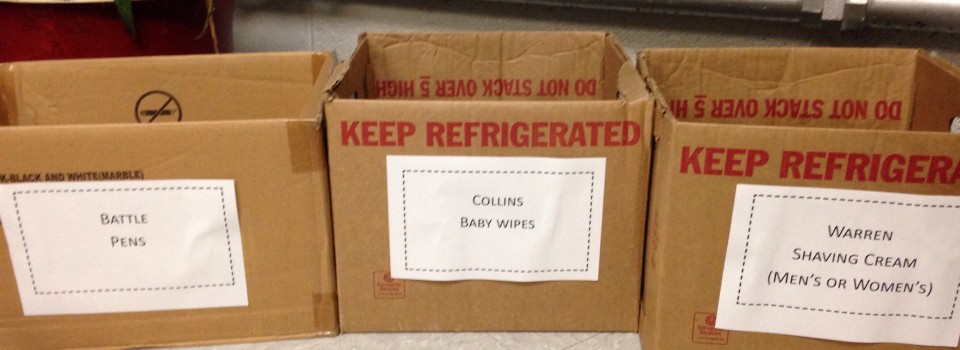 K-BLACK AND WHITE(MARBLE)
BATTLE
PENS
DO NOT STACK OVER 5 HIGH
KEEP REFRIGERATED
COLLINS
BABY WIPES
DO NOT STACK OVER 5 HI
KEEP REFRIGERA
WARREN
SHAVING CREAM
(MEN'S OR WOMEN'S)